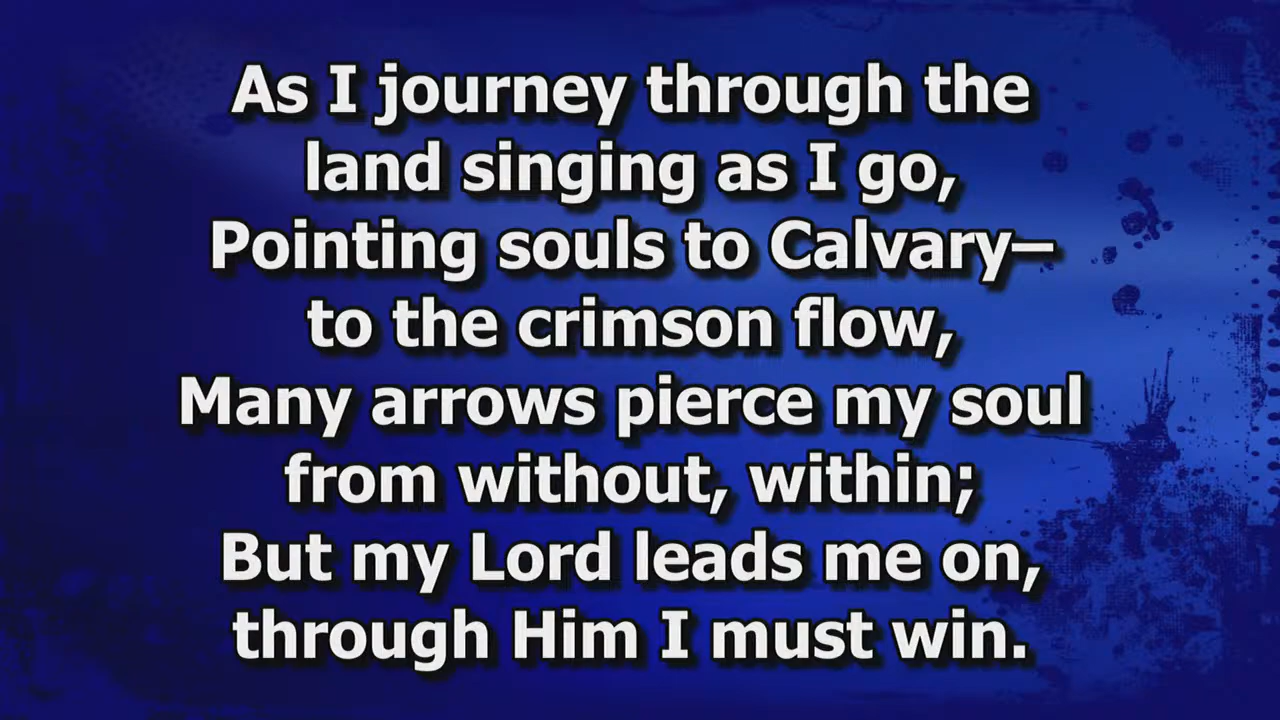 As I journey through the
land singing as I go,
Pointing souls to Calvary–
to the crimson flow,
Many arrows pierce my soul
from without, within;
But my Lord leads me on,
through Him I must win.